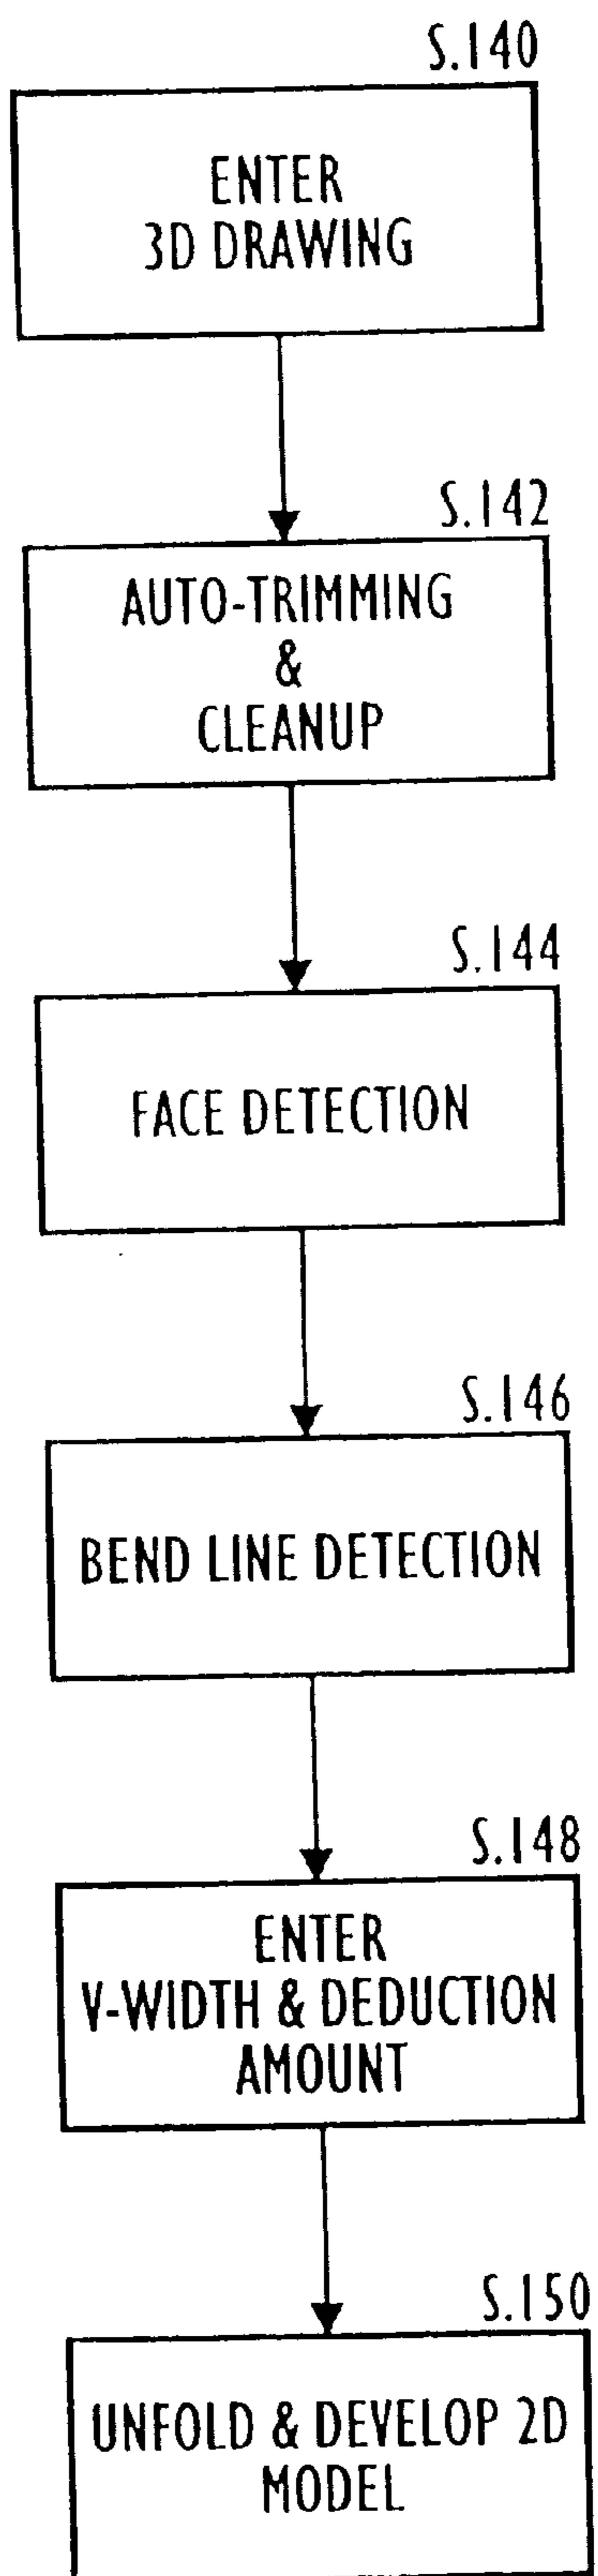 S.140
ENTER
3D DRAWING
S.142
AUTO-TRIMMING
&
CLEANUP
S.144
FACE DETECTION
S.146
BEND LINE DETECTION
S.148
ENTER
V-WIDTH & DEDUCTION
AMOUNT
S.150
UNFOLD & DEVELOP 2D
MODEL